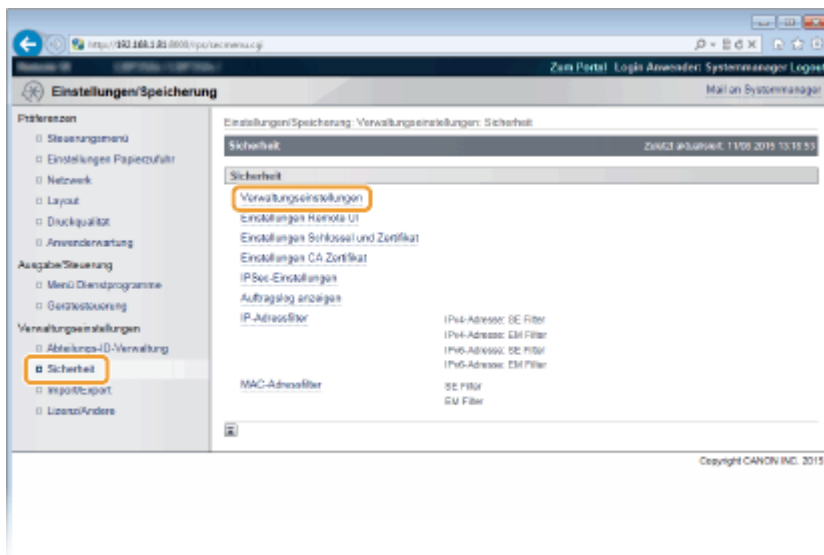 http://192.168.1.81:8000/rps/csecmenu.cgi
Zum Portal Login Anwender: Systemmanager Logout
Einstellungen/Speicherung
Mail an Systemmanager
Präferenzen
Steuerungsmenü
Einstellungen Papierzufuhr
Netzwerk
Layout
Druckqualität
Anwenderwartung
Ausgabe/Steuerung
Menü Dienstprogramme
Gerätesteuerung
Verwaltungseinstellungen
Abteilungs-ID-Verwaltung
Sicherheit
Import/Export
Lizenz/Andere
Einstellungen/Speicherung: Verwaltungseinstellungen: Sicherheit
Sicherheit
Zuletzt aktualisiert: 11/08 2015 13:18:53
Sicherheit
Verwaltungseinstellungen
Einstellungen Remote UI
Einstellungen Schlüssel und Zertifikat
Einstellungen CA Zertifikat
IPSec-Einstellungen
Auftragslog anzeigen
IP-Adressfilter
IPv4-Adresse: SE Filter
IPv4-Adresse: EM Filter
IPv6-Adresse: SE Filter
IPv6-Adresse: EM Filter
MAC-Adressfilter
SE Filter
EM Filter
Copyright CANON INC. 2015